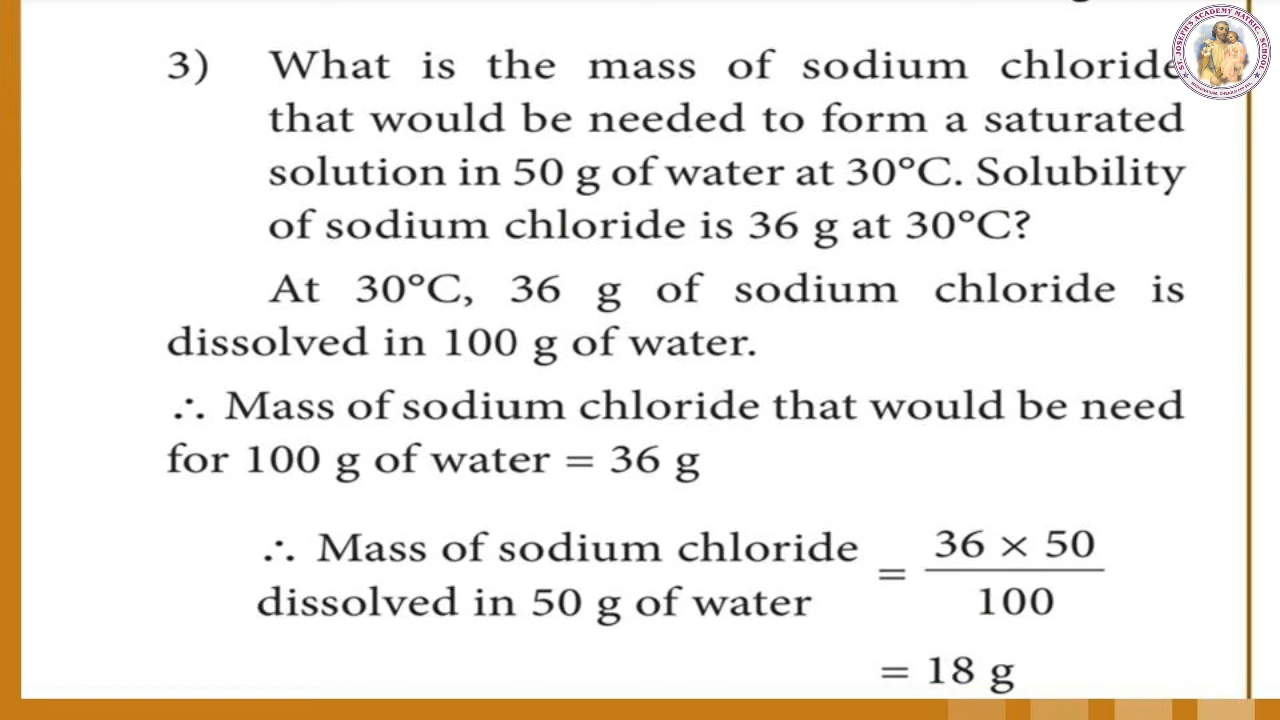 3) What is the mass of sodium chloride
that would be needed to form a saturated
solution in 50 g of water at 30°C. Solubility
of sodium chloride is 36 g at 30°C?
At 30°C, 36 g of sodium chloride is
dissolved in 100 g of water.
∴ Mass of sodium chloride that would be need
for 100 g of water = 36 g
∴ Mass of sodium chloride
dissolved in 50 g of water
= 36 × 50
100
= 18 g